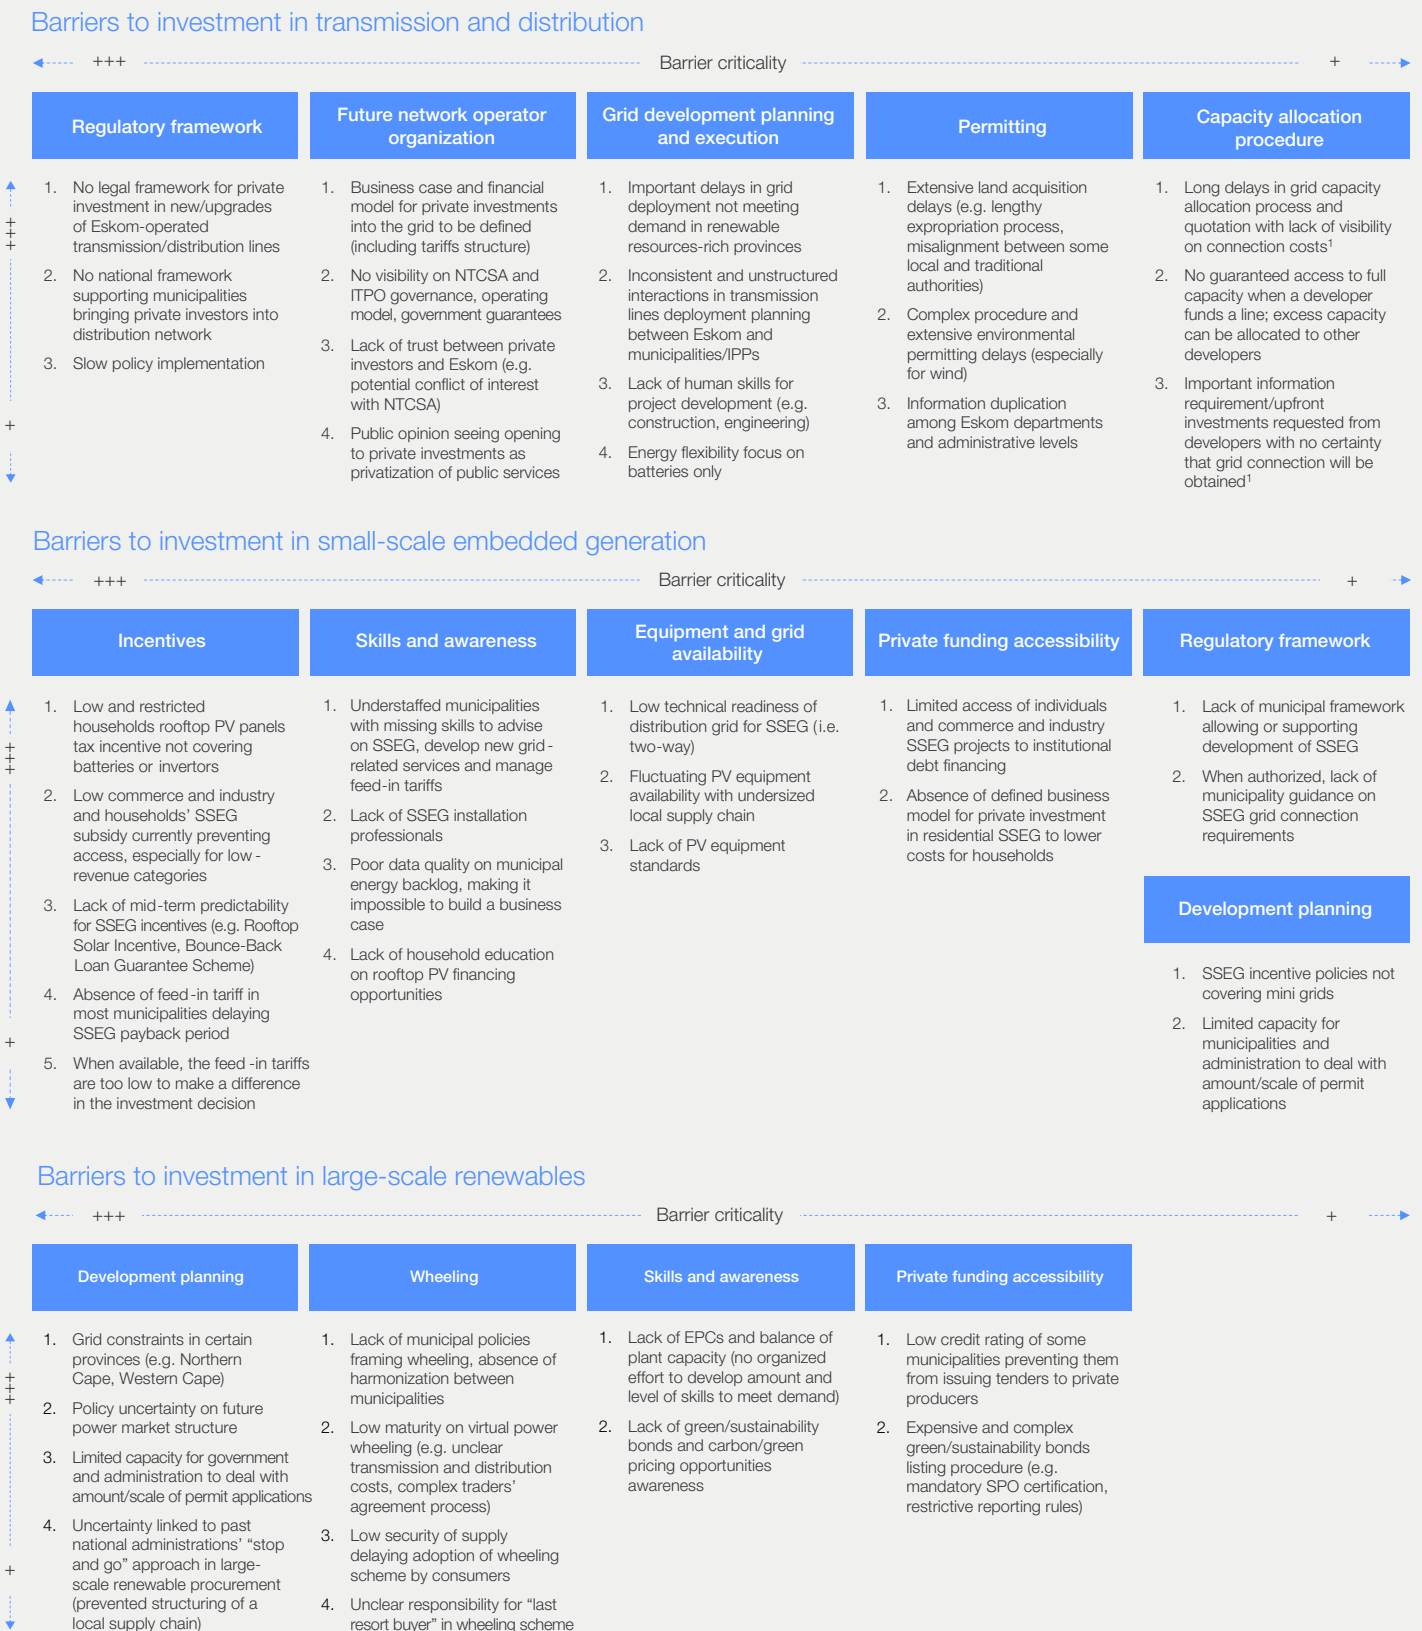 Barriers to investment in transmission and distribution
+++
Barrier criticality
+
Regulatory framework
Future network operator
organization
Grid development planning
and execution
Permitting
Capacity allocation
procedure
+++
+
1. No legal framework for private
investment in new/upgrades
of Eskom-operated
transmission/distribution lines
2. No national framework
supporting municipalities
bringing private investors into
distribution network
3. Slow policy implementation
1. Business case and financial
model for private investments
into the grid to be defined
(including tariffs structure)
2. No visibility on NTCSA and
ITPO governance, operating
model, government guarantees
3. Lack of trust between private
investors and Eskom (e.g.
potential conflict of interest
with NTCSA)
4. Public opinion seeing opening
to private investments as
privatization of public services
1. Important delays in grid
deployment not meeting
demand in renewable
resources-rich provinces
2. Inconsistent and unstructured
interactions in transmission
lines deployment planning
between Eskom and
municipalities/IPPs
3. Lack of human skills for
project development (e.g.
construction, engineering)
4. Energy flexibility focus on
batteries only
1. Extensive land acquisition
delays (e.g. lengthy
expropriation process,
misalignment between some
local and traditional
authorities)
2. Complex procedure and
extensive environmental
permitting delays (especially
for wind)
3. Information duplication
among Eskom departments
and administrative levels
1. Long delays in grid capacity
allocation process and
quotation with lack of visibility
on connection costs¹
2. No guaranteed access to full
capacity when a developer
funds a line; excess capacity
can be allocated to other
developers
3. Important information
requirement/upfront
investments requested from
developers with no certainty
that grid connection will be
obtained¹
Barriers to investment in small-scale embedded generation
+++
Barrier criticality
+
Incentives
Skills and awareness
Equipment and grid
availability
Private funding accessibility
Regulatory framework
+++
+
1. Low and restricted
households rooftop PV panels
tax incentive not covering
batteries or invertors
2. Low commerce and industry
and households' SSEG
subsidy currently preventing
access, especially for low-
revenue categories
3. Lack of mid-term predictability
for SSEG incentives (e.g. Rooftop
Solar Incentive, Bounce-Back
Loan Guarantee Scheme)
4. Absence of feed-in tariff in
most municipalities delaying
SSEG payback period
5. When available, the feed-in tariffs
are too low to make a difference
in the investment decision
1. Understaffed municipalities
with missing skills to advise
on SSEG, develop new grid-
related services and manage
feed-in tariffs
2. Lack of SSEG installation
professionals
3. Poor data quality on municipal
energy backlog, making it
impossible to build a business
case
4. Lack of household education
on rooftop PV financing
opportunities
1. Low technical readiness of
distribution grid for SSEG (i.e.
two-way)
2. Fluctuating PV equipment
availability with undersized
local supply chain
3. Lack of PV equipment
standards
1. Limited access of individuals
and commerce and industry
SSEG projects to institutional
debt financing
2. Absence of defined business
model for private investment
in residential SSEG to lower
costs for households
1. Lack of municipal framework
allowing or supporting
development of SSEG
2. When authorized, lack of
municipality guidance on
SSEG grid connection
requirements
Development planning
1. SSEG incentive policies not
covering mini grids
2. Limited capacity for
municipalities and
administration to deal with
amount/scale of permit
applications
Barriers to investment in large-scale renewables
+++
Barrier criticality
+
Development planning
Wheeling
Skills and awareness
Private funding accessibility
+++
+
1. Grid constraints in certain
provinces (e.g. Northern
Cape, Western Cape)
2. Policy uncertainty on future
power market structure
3. Limited capacity for government
and administration to deal with
amount/scale of permit applications
4. Uncertainty linked to past
national administrations' "stop
and go" approach in large-
scale renewable procurement
(prevented structuring of a
local supply chain)
1. Lack of municipal policies
framing wheeling, absence of
harmonization between
municipalities
2. Low maturity on virtual power
wheeling (e.g. unclear
transmission and distribution
costs, complex traders'
agreement process)
3. Low security of supply
delaying adoption of wheeling
scheme by consumers
4. Unclear responsibility for "last
resort buyer" in wheeling scheme
1. Lack of EPCs and balance of
plant capacity (no organized
effort to develop amount and
level of skills to meet demand)
2. Lack of green/sustainability
bonds and carbon/green
pricing opportunities
awareness
1. Low credit rating of some
municipalities preventing them
from issuing tenders to private
producers
2. Expensive and complex
green/sustainability bonds
listing procedure (e.g.
mandatory SPO certification,
restrictive reporting rules)